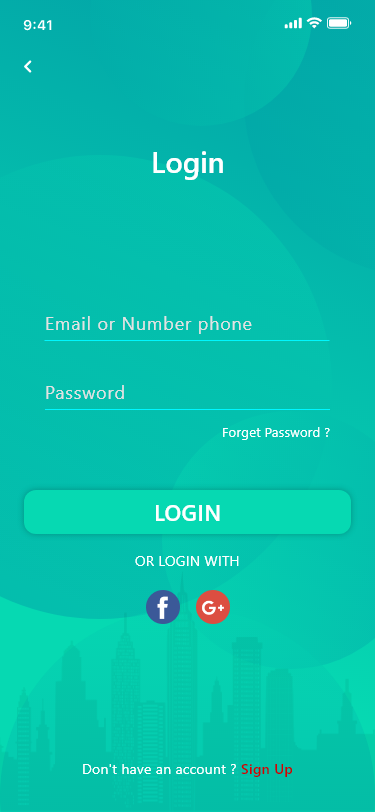 9:41
Login
Email or Number phone
Password
Forget Password ?
LOGIN
OR LOGIN WITH
f G+
Don't have an account ? Sign Up